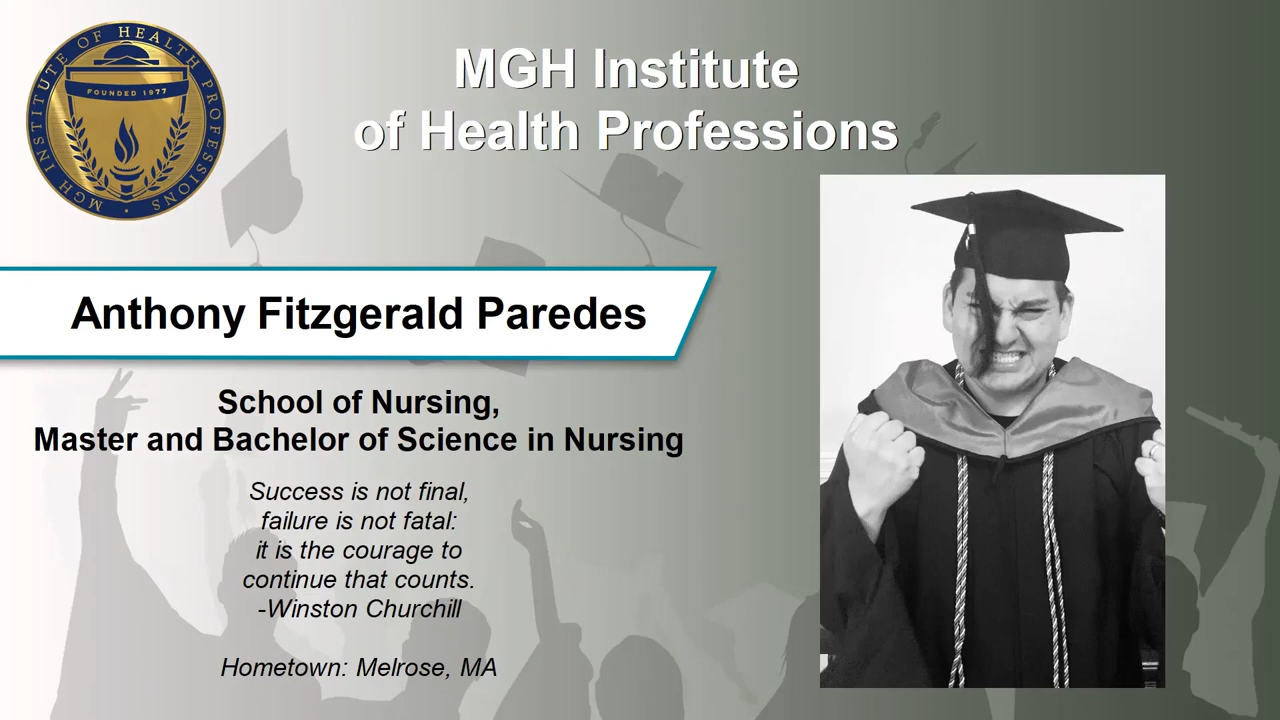 MGH INSTITUTE OF HEALTH PROFESSIONS
FOUNDED 1977
MGH Institute
of Health Professions
Anthony Fitzgerald Paredes
School of Nursing,
Master and Bachelor of Science in Nursing
Success is not final,
failure is not fatal:
it is the courage to
continue that counts.
-Winston Churchill
Hometown: Melrose, MA